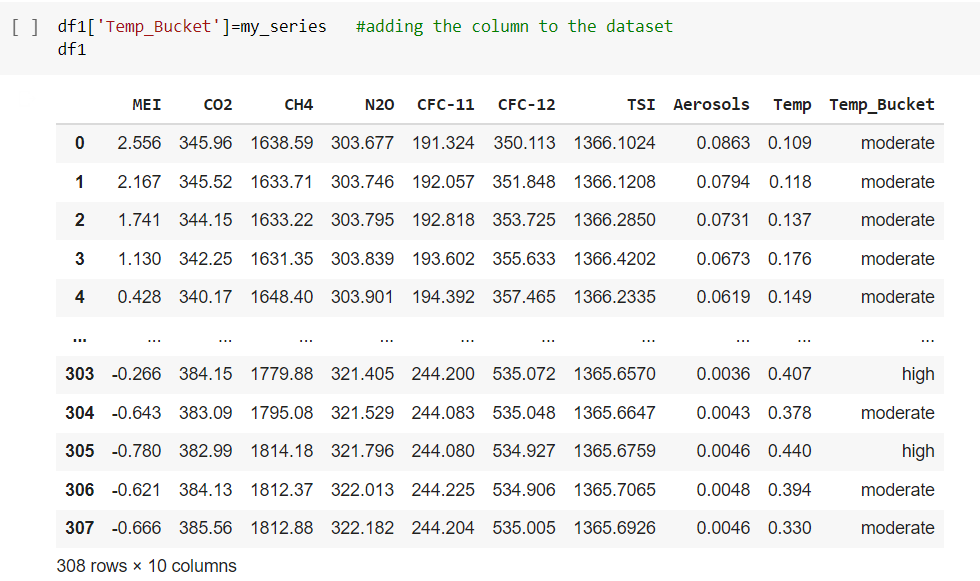 [ ] df1['Temp_Bucket']=my_series #adding the column to the dataset
df1
MEI CO2 CH4 N2O CFC-11 CFC-12 TSI Aerosols Temp Temp_Bucket
0 2.556 345.96 1638.59 303.677 191.324 350.113 1366.1024 0.0863 0.109 moderate
1 2.167 345.52 1633.71 303.746 192.057 351.848 1366.1208 0.0794 0.118 moderate
2 1.741 344.15 1633.22 303.795 192.818 353.725 1366.2850 0.0731 0.137 moderate
3 1.130 342.25 1631.35 303.839 193.602 355.633 1366.4202 0.0673 0.176 moderate
4 0.428 340.17 1648.40 303.901 194.392 357.465 1366.2335 0.0619 0.149 moderate
... ... ... ... ... ... ... ... ... ... ...
303 -0.266 384.15 1779.88 321.405 244.200 535.072 1365.6570 0.0036 0.407 high
304 -0.643 383.09 1795.08 321.529 244.083 535.048 1365.6647 0.0043 0.378 moderate
305 -0.780 382.99 1814.18 321.796 244.080 534.927 1365.6759 0.0046 0.440 high
306 -0.621 384.13 1812.37 322.013 244.225 534.906 1365.7065 0.0048 0.394 moderate
307 -0.666 385.56 1812.88 322.182 244.204 535.005 1365.6926 0.0046 0.330 moderate
308 rows × 10 columns